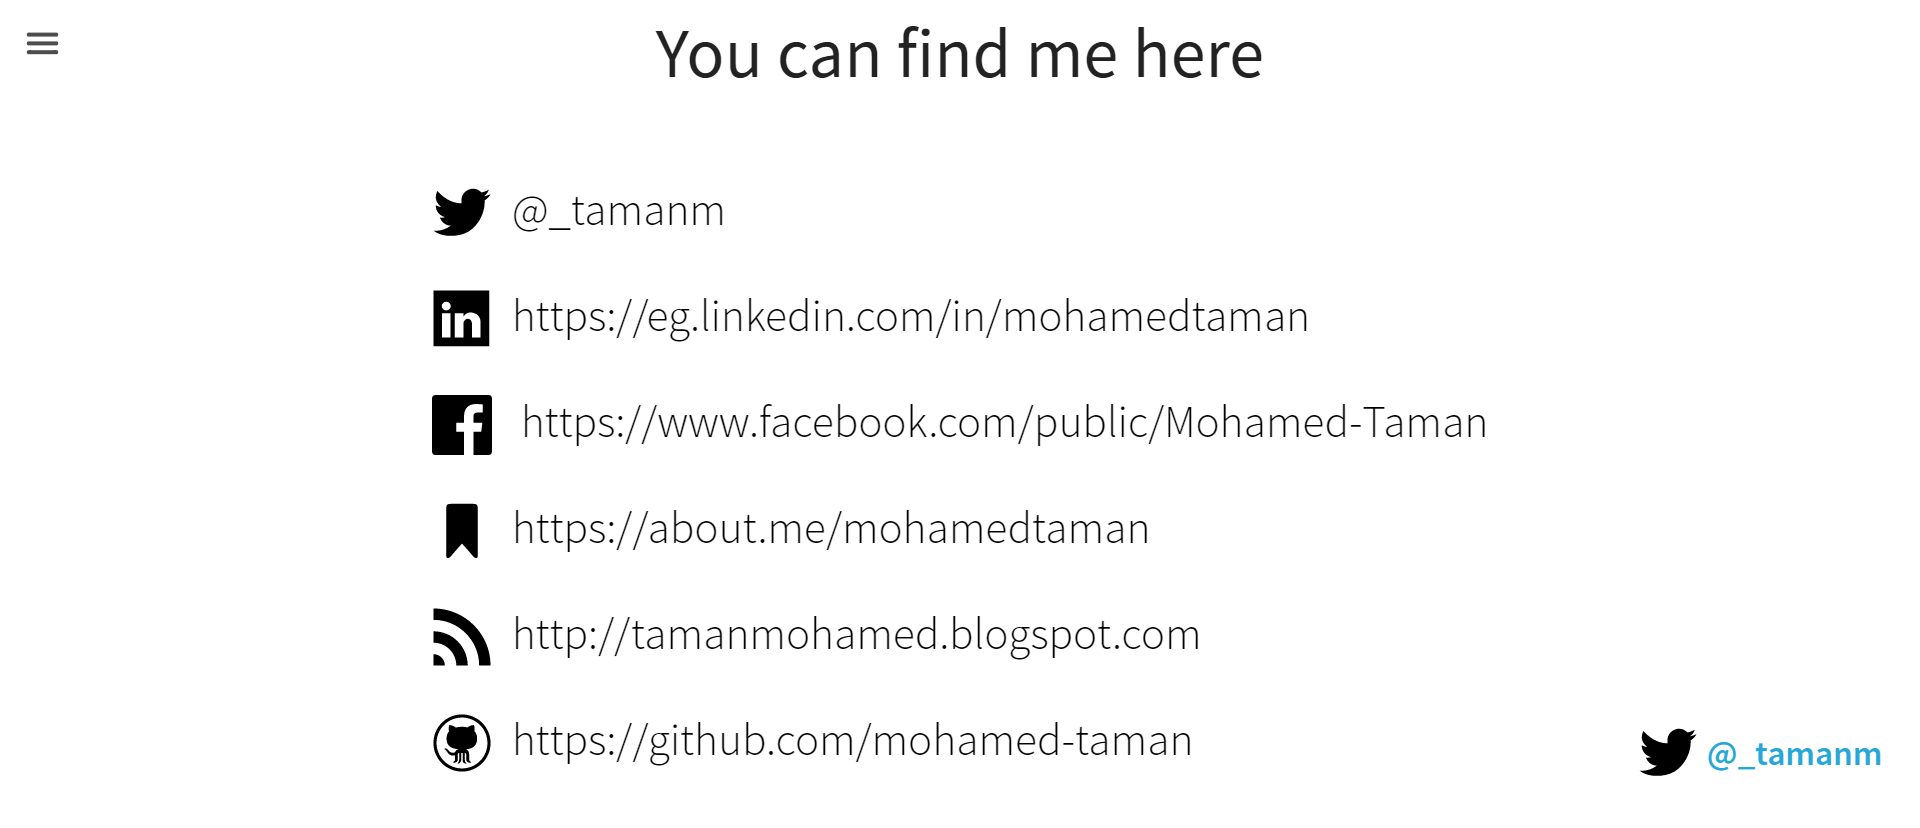 You can find me here
@_tamanm
https://eg.linkedin.com/in/mohamedtaman
https://www.facebook.com/public/Mohamed-Taman
https://about.me/mohamedtaman
http://tamanmohamed.blogspot.com
https://github.com/mohamed-taman
@_tamanm